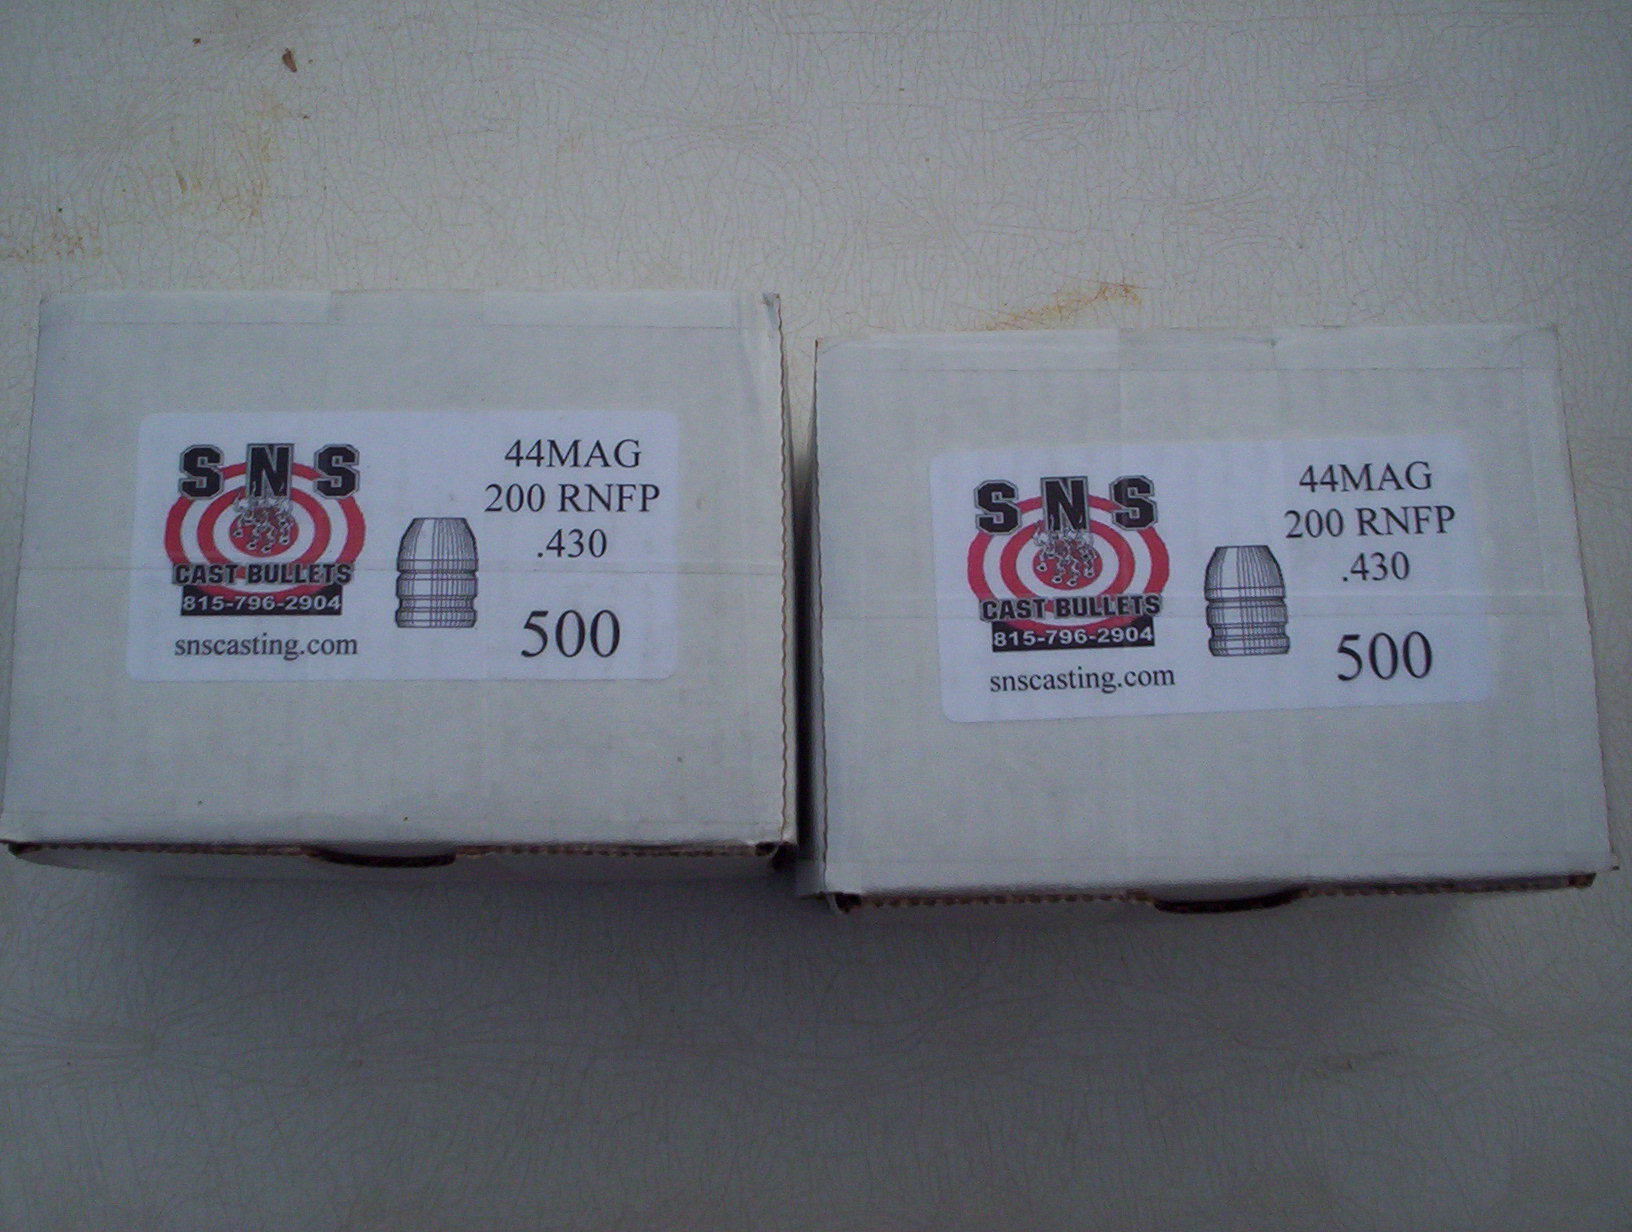 SNS
CAST BULLETS
815-796-2904
snscasting.com
44MAG
200 RNFP
.430
500
SNS
CAST BULLETS
815-796-2904
snscasting.com
44MAG
200 RNFP
.430
500